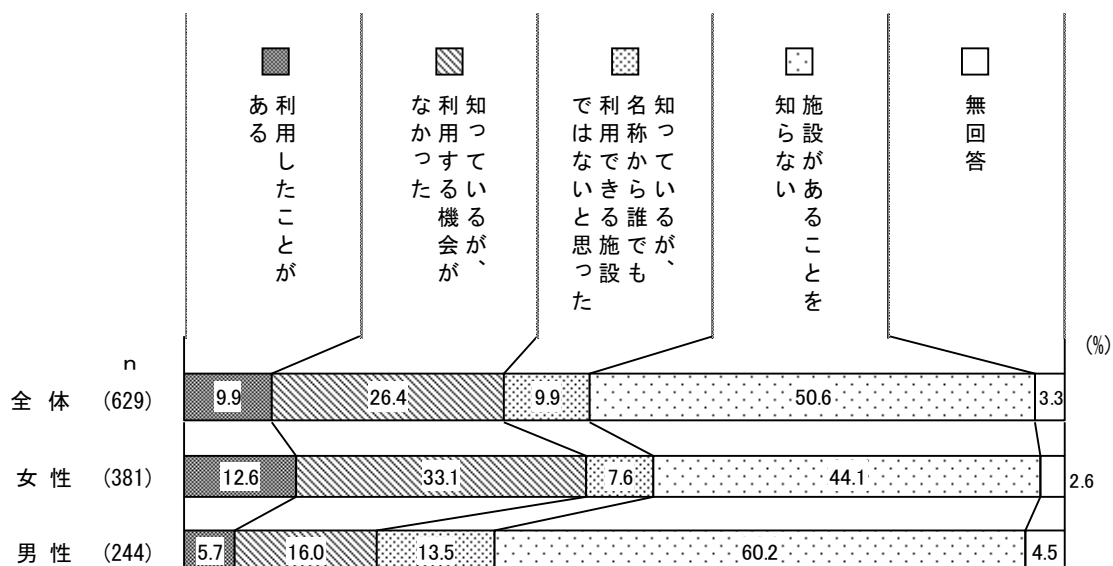 利用したことが
ある
知っているが、
利用する機会が
なかった
知っているが、
名称から誰でも
利用できる施設
ではないと思った
施設があることを
知らない
無回答
(%)
n
全体 (629) 9.9 26.4 9.9 50.6 3.3
女性 (381) 12.6 33.1 7.6 44.1 2.6
男性 (244) 5.7 16.0 13.5 60.2 4.5